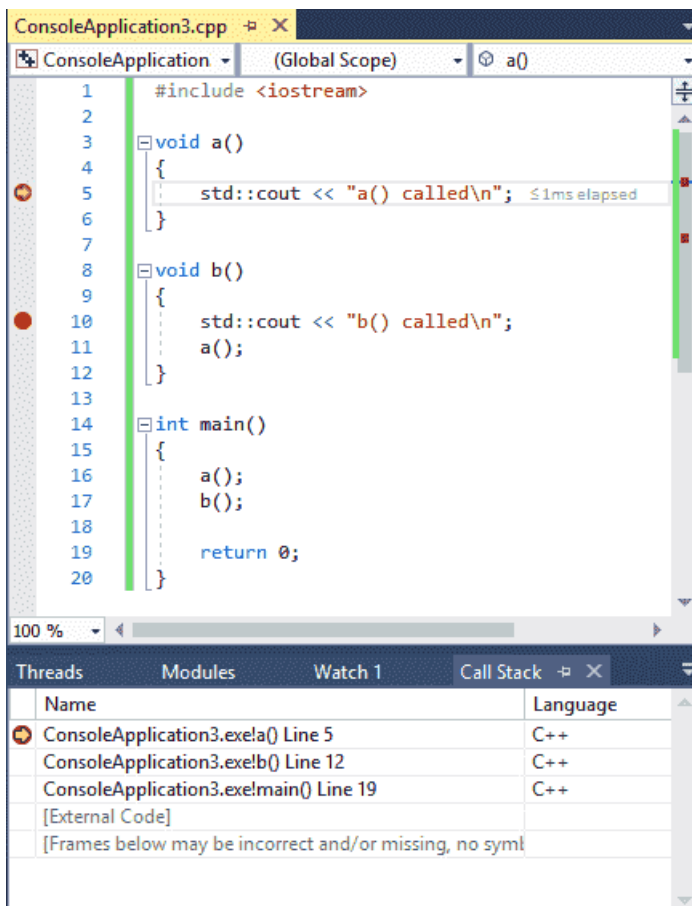 ConsoleApplication3.cpp
ConsoleApplication (Global Scope) a()
1 #include <iostream>
2
3 void a()
4 {
5 std::cout << "a() called\n"; ≤1ms elapsed
6 }
7
8 void b()
9 {
10 std::cout << "b() called\n";
11 a();
12 }
13
14 int main()
15 {
16 a();
17 b();
18
19 return 0;
20 }
100 %
Threads Modules Watch 1 Call Stack
Name Language
ConsoleApplication3.exe!a() Line 5 C++
ConsoleApplication3.exe!b() Line 12 C++
ConsoleApplication3.exe!main() Line 19 C++
[External Code]
[Frames below may be incorrect and/or missing, no